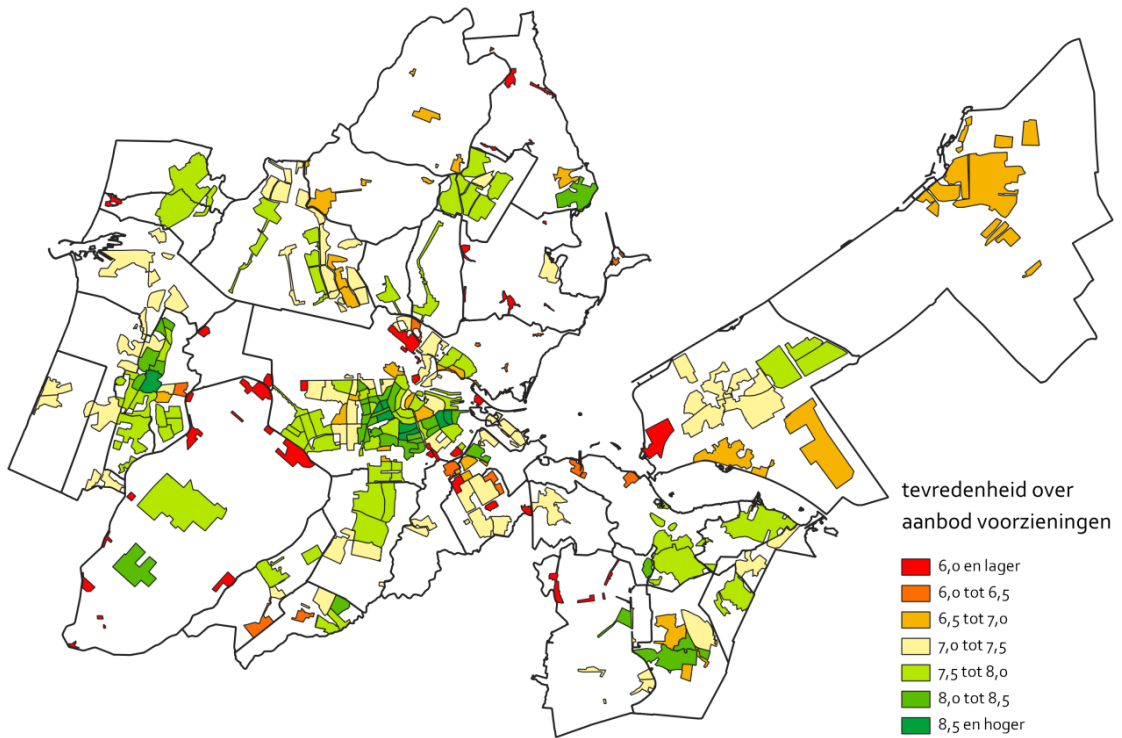 tevredenheid over
aanbod voorzieningen
6,0 en lager
6,0 tot 6,5
6,5 tot 7,0
7,0 tot 7,5
7,5 tot 8,0
8,0 tot 8,5
8,5 en hoger